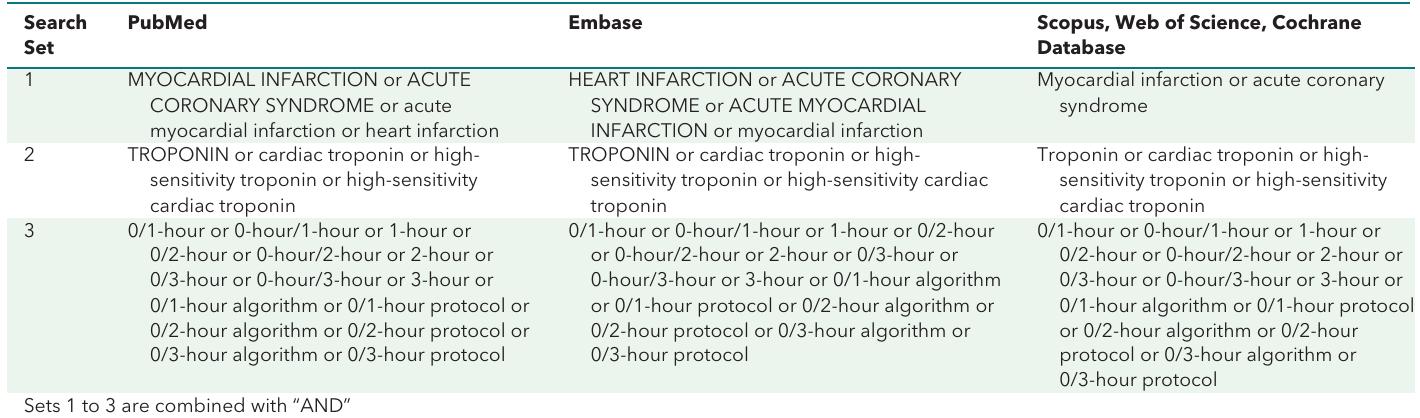 Search Set
PubMed
Embase
Scopus, Web of Science, Cochrane
Database
1
MYOCARDIAL INFARCTION or ACUTE
CORONARY SYNDROME or acute
myocardial infarction or heart infarction
HEART INFARCTION or ACUTE CORONARY
SYNDROME or ACUTE MYOCARDIAL
INFARCTION or myocardial infarction
Myocardial infarction or acute coronary
syndrome
2
TROPONIN or cardiac troponin or high-
sensitivity troponin or high-sensitivity
cardiac troponin
TROPONIN or cardiac troponin or high-
sensitivity troponin or high-sensitivity cardiac
troponin
Troponin or cardiac troponin or high-
sensitivity troponin or high-sensitivity
cardiac troponin
3
0/1-hour or 0-hour/1-hour or 1-hour or
0/2-hour or 0-hour/2-hour or 2-hour or
0/3-hour or 0-hour/3-hour or 3-hour or
0/1-hour algorithm or 0/1-hour protocol or
0/2-hour algorithm or 0/2-hour protocol or
0/3-hour algorithm or 0/3-hour protocol
0/1-hour or 0-hour/1-hour or 1-hour or 0/2-hour
or 0-hour/2-hour or 2-hour or 0/3-hour or
0-hour/3-hour or 3-hour or 0/1-hour algorithm
or 0/1-hour protocol or 0/2-hour algorithm or
0/2-hour protocol or 0/3-hour algorithm or
0/3-hour protocol
0/1-hour or 0-hour/1-hour or 1-hour or
0/2-hour or 0-hour/2-hour or 2-hour or
0/3-hour or 0-hour/3-hour or 3-hour or
0/1-hour algorithm or 0/1-hour protocol
or 0/2-hour algorithm or 0/2-hour
protocol or 0/3-hour algorithm or
0/3-hour protocol
Sets 1 to 3 are combined with “AND”